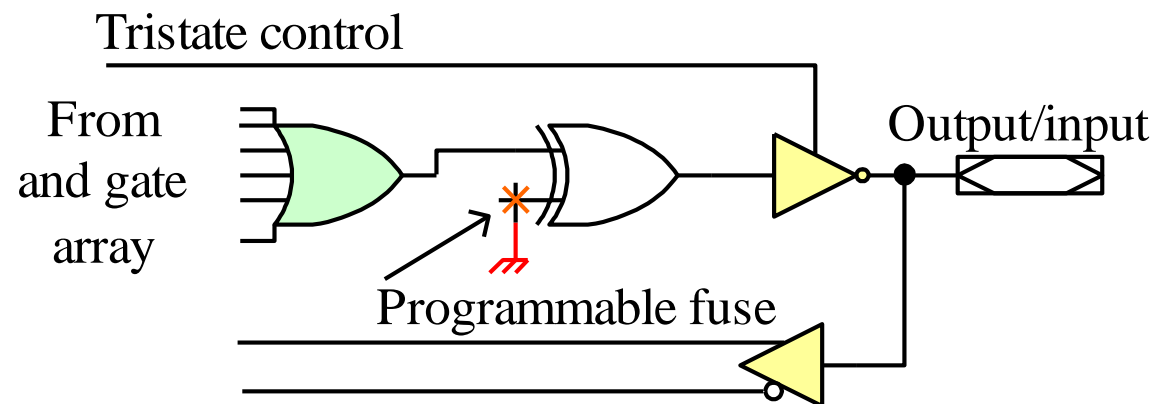 Tristate control
From
and gate
array
Output/input
Programmable fuse